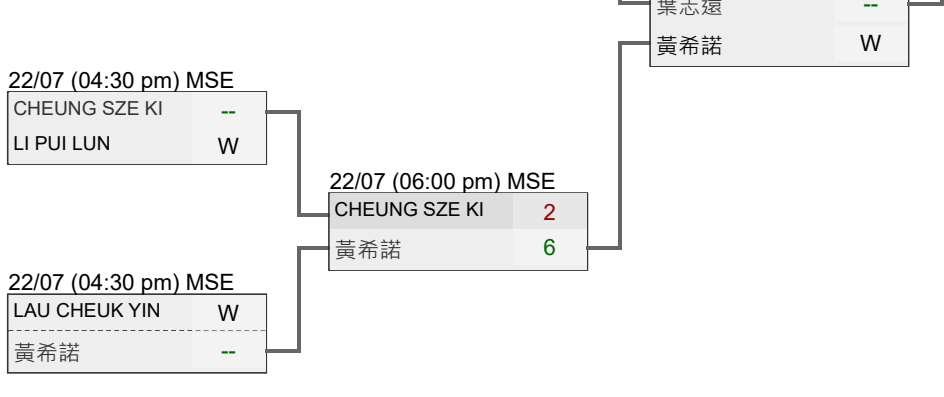 葉志遠 --
黃希諾 W
22/07 (04:30 pm) MSE
CHEUNG SZE KI --
LI PUI LUN W
22/07 (06:00 pm) MSE
CHEUNG SZE KI 2
黃希諾 6
22/07 (04:30 pm) MSE
LAU CHEUK YIN W
黃希諾 --